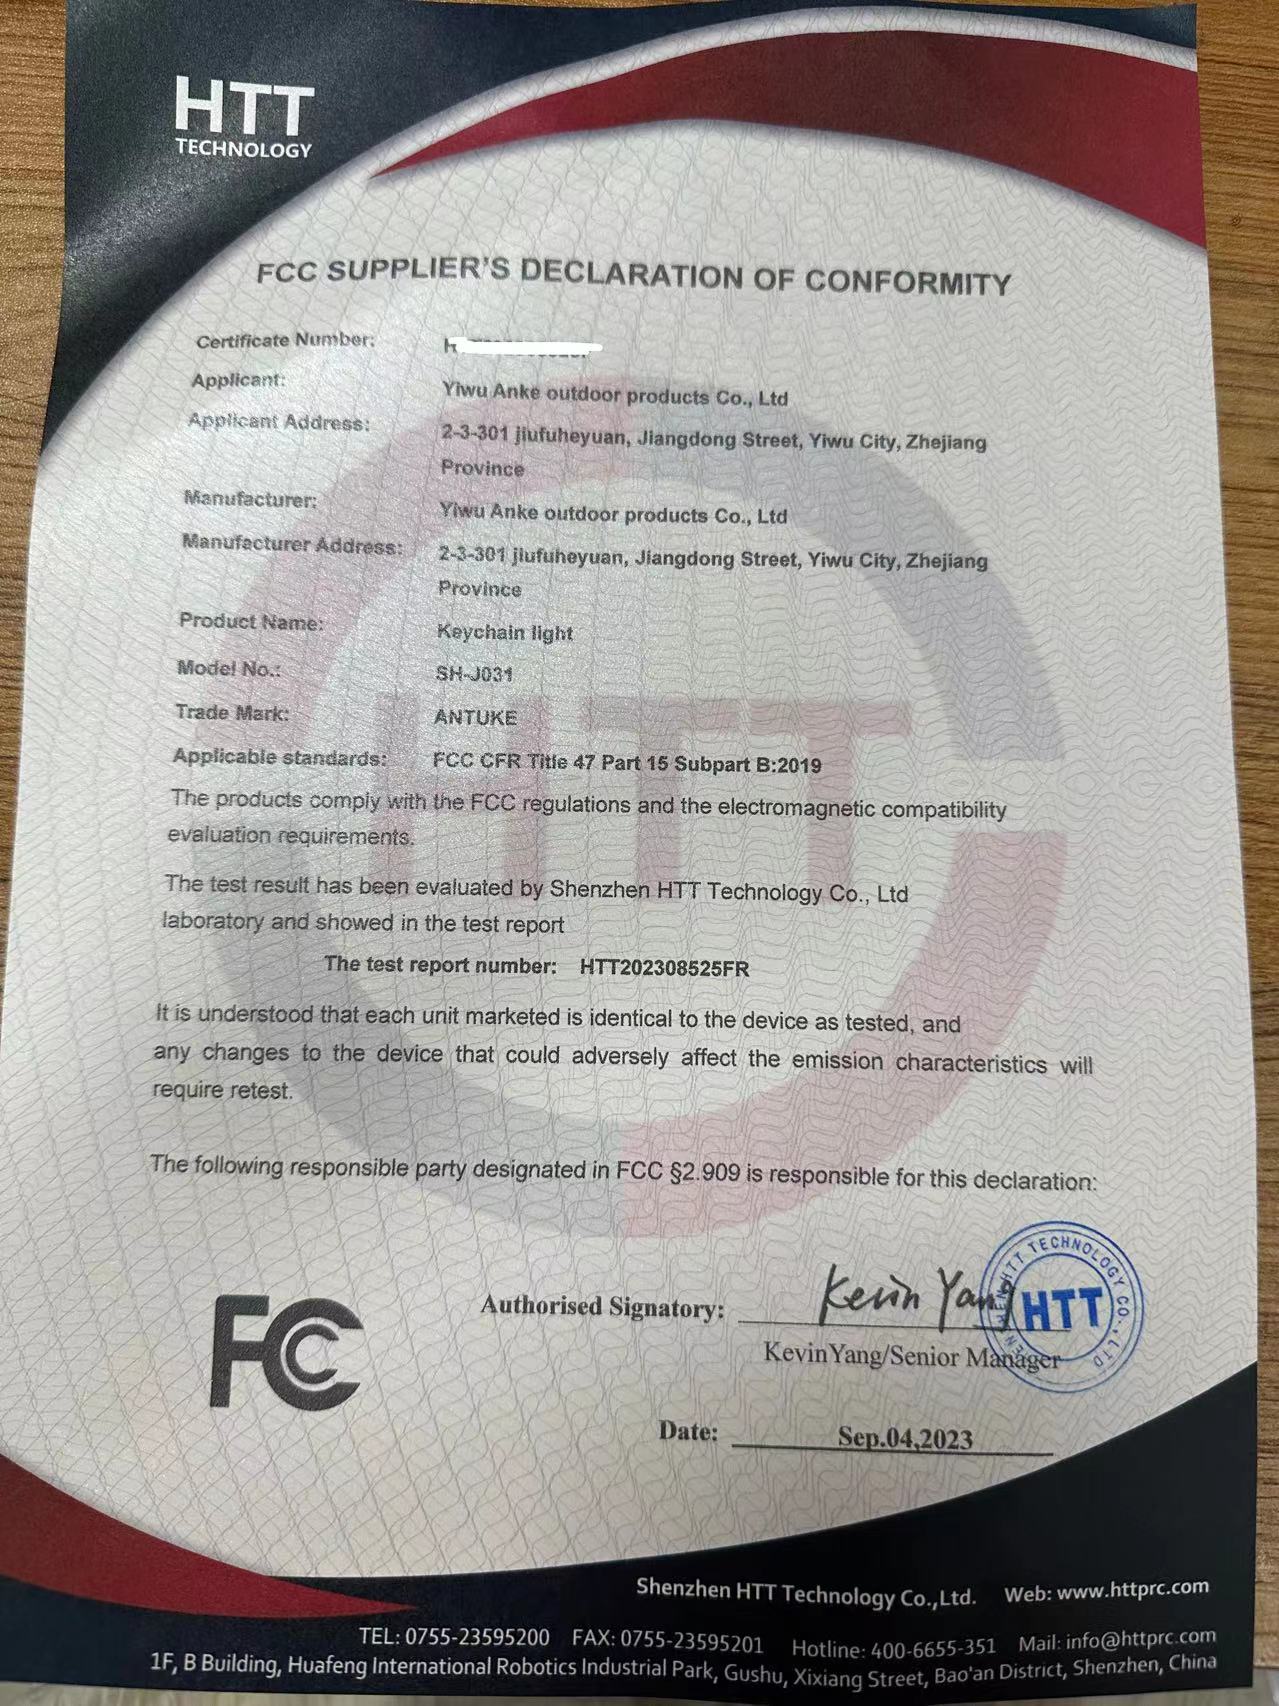 HTT
TECHNOLOGY
FCC SUPPLIER'S DECLARATION OF CONFORMITY
Certificate Number:
Applicant: Yiwu Anke outdoor products Co., Ltd
Applicant Address: 2-3-301 jiufuheyuan, Jiangdong Street, Yiwu City, Zhejiang
Province
Manufacturer: Yiwu Anke outdoor products Co., Ltd
Manufacturer Address: 2-3-301 jiufuheyuan, Jiangdong Street, Yiwu City, Zhejiang
Province
Product Name: Keychain light
Model No.: SH-J031
Trade Mark: ANTUKE
Applicable standards: FCC CFR Title 47 Part 15 Subpart B:2019
The products comply with the FCC regulations and the electromagnetic compatibility
evaluation requirements.
The test result has been evaluated by Shenzhen HTT Technology Co., Ltd
laboratory and showed in the test report
The test report number: HTT202308525FR
It is understood that each unit marketed is identical to the device as tested, and
any changes to the device that could adversely affect the emission characteristics will
require retest.
The following responsible party designated in FCC §2.909 is responsible for this declaration:
FC
Authorised Signatory: Kevin Yang
HTT
TECHNOLOGY CO.,LTD
KevinYang/Senior Manager
Date: Sep.04,2023
Shenzhen HTT Technology Co.,Ltd. Web: www.httprc.com
TEL: 0755-23595200 FAX: 0755-23595201 Hotline: 400-6655-351 Mail: info@httprc.com
1F, B Building, Huafeng International Robotics Industrial Park, Gushu, Xixiang Street, Bao'an District, Shenzhen, China